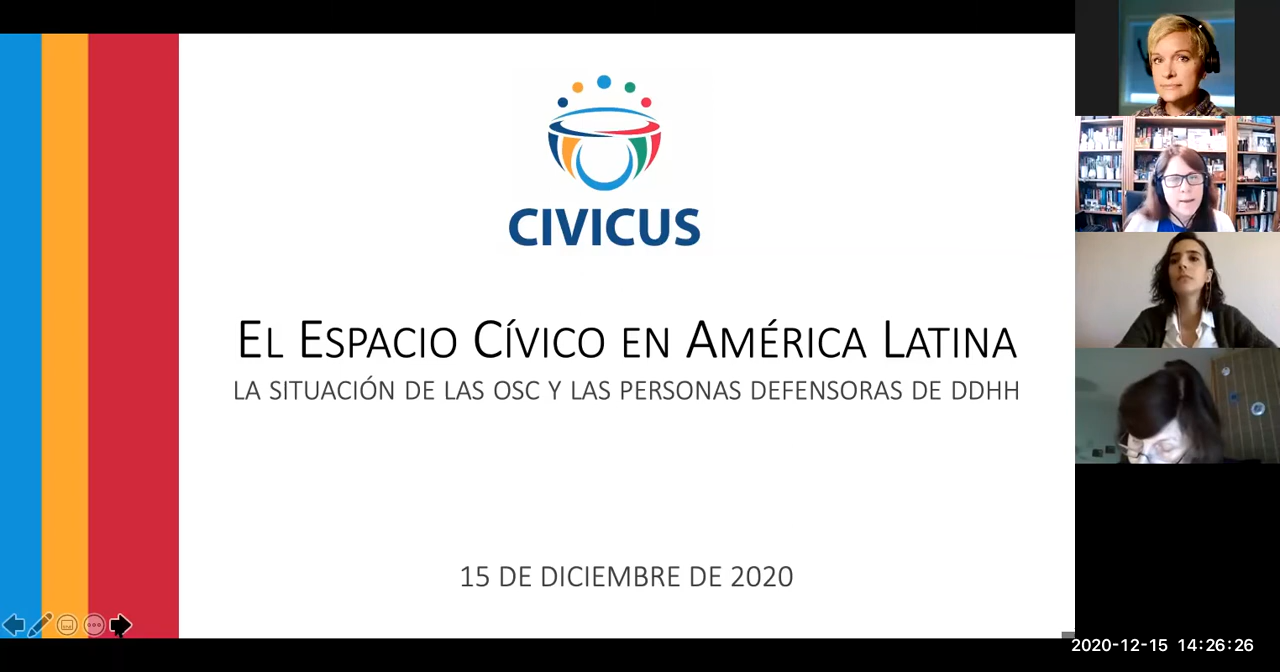 CIVICUS
EL ESPACIO CÍVICO EN AMÉRICA LATINA
LA SITUACIÓN DE LAS OSC Y LAS PERSONAS DEFENSORAS DE DDHH
15 DE DICIEMBRE DE 2020
2020-12-15 14:26:26